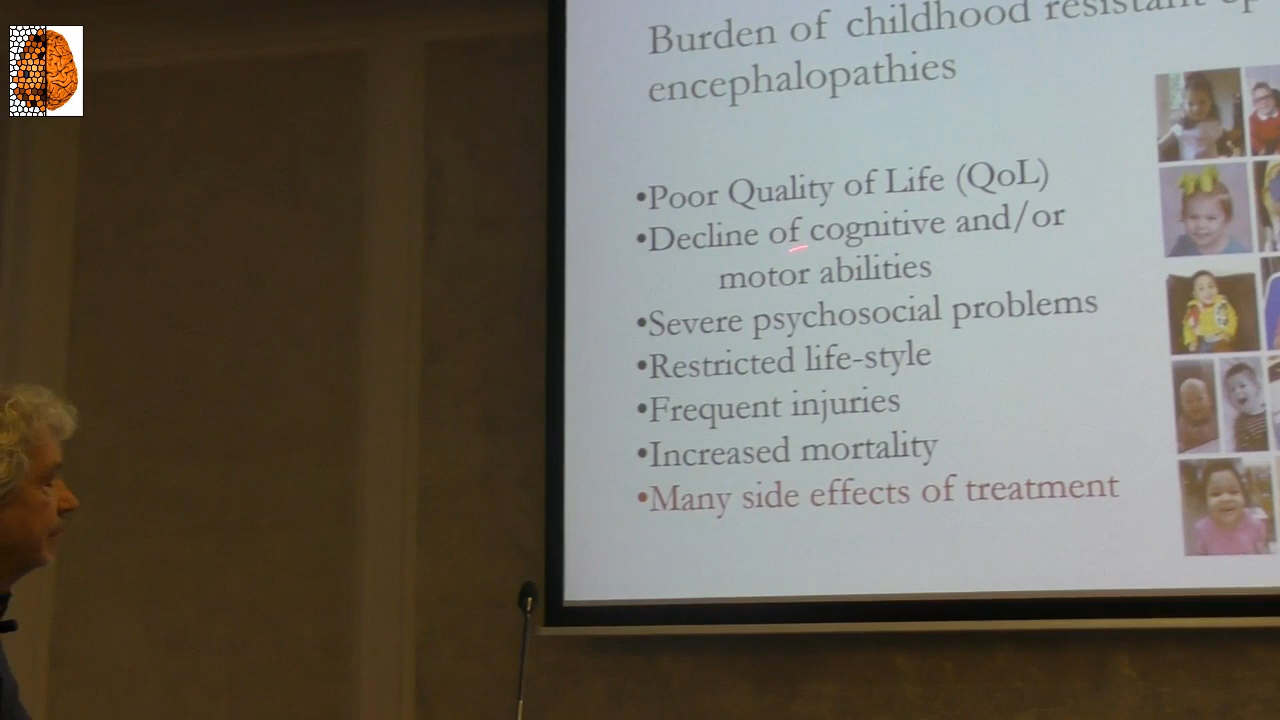 Burden of childhood resistant
encephalopathies
•Poor Quality of Life (QoL)
•Decline of cognitive and/or
motor abilities
•Severe psychosocial problems
•Restricted life-style
•Frequent injuries
•Increased mortality
•Many side effects of treatment